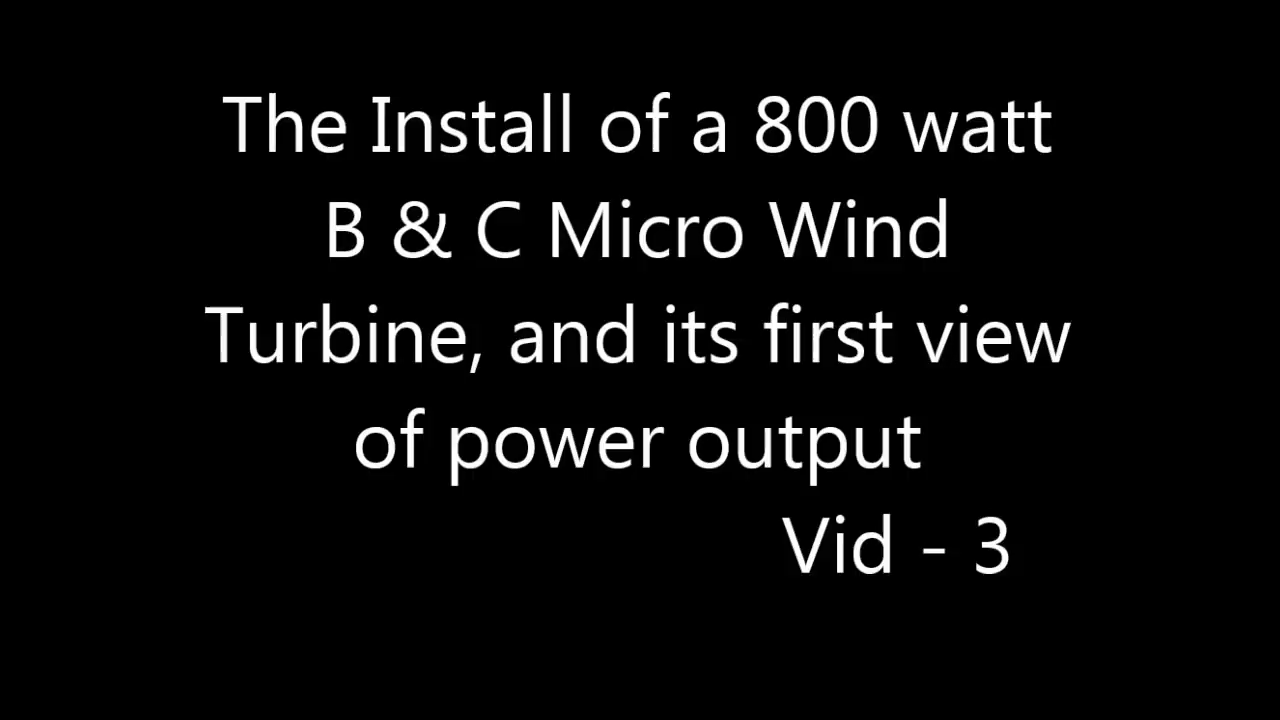 The Install of a 800 watt
B & C Micro Wind
Turbine, and its first view
of power output
Vid - 3